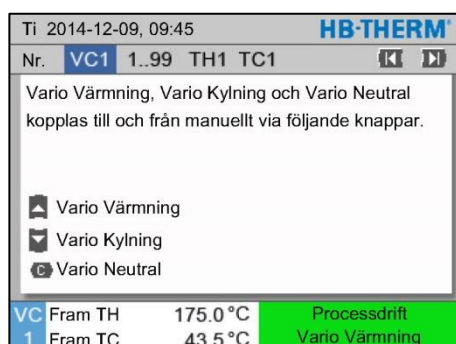 Ti 2014-12-09, 09:45 HB-THERM®
Nr. VC1 1..99 TH1 TC1
Vario Värmning, Vario Kylning och Vario Neutral
kopplas till och från manuellt via följande knappar.
Vario Värmning
Vario Kylning
C Vario Neutral
VC Fram TH 175.0 °C Processdrift
1 Fram TC 43.5 °C Vario Värmning